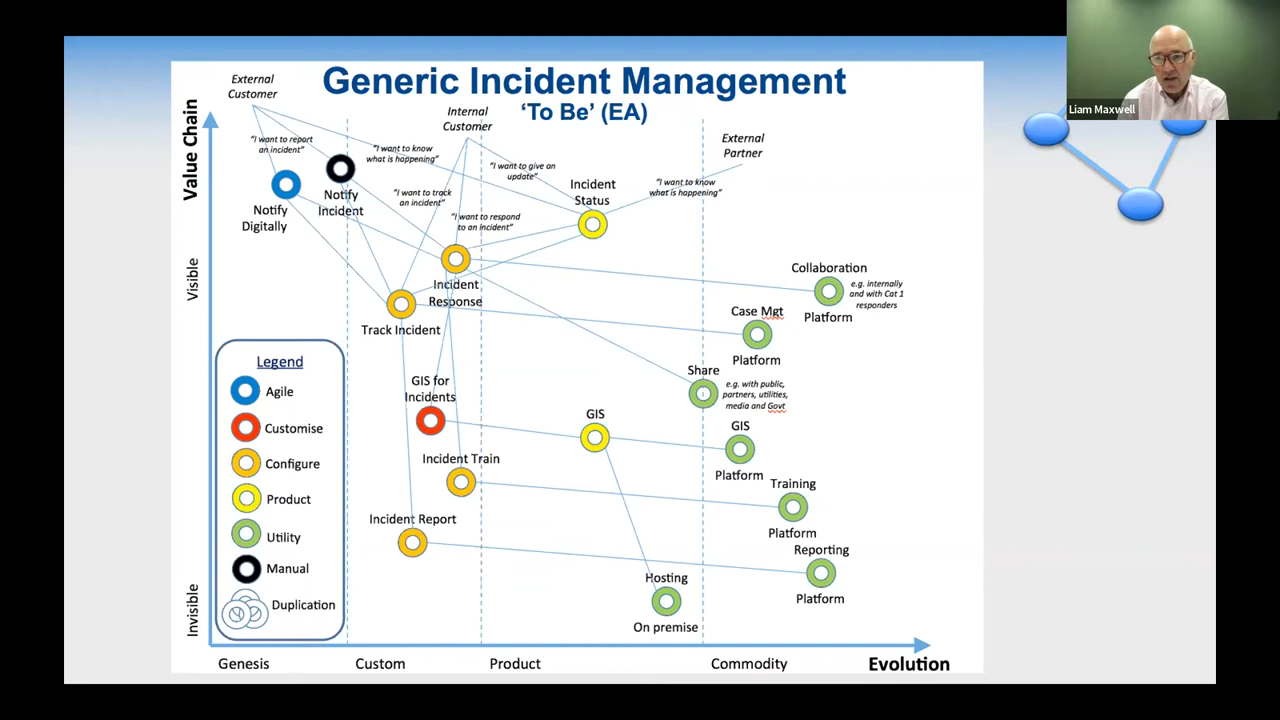 Generic Incident Management
'To Be' (EA)
Liam Maxwell
External
Customer
Internal
Customer
External
Partner
Value Chain
Visible
Invisible
"I want to report
an incident"
"I want to know
what is happening"
"I want to give an
update"
"I want to know
what is happening"
"I want to track
an incident"
"I want to respond
to an incident"
Notify
Digitally
Notify
Incident
Incident
Status
Incident
Response
Track Incident
Collaboration
Platform
e.g. internally
and with Cat 1
responders
Case Mgt
Platform
Share
e.g. with public,
partners, utilities,
media and Govt
GIS for
Incidents
GIS
GIS
Platform
Incident Train
Training
Platform
Incident Report
Reporting
Platform
Hosting
On premise
Legend
Agile
Customise
Configure
Product
Utility
Manual
Duplication
Genesis
Custom
Product
Commodity
Evolution